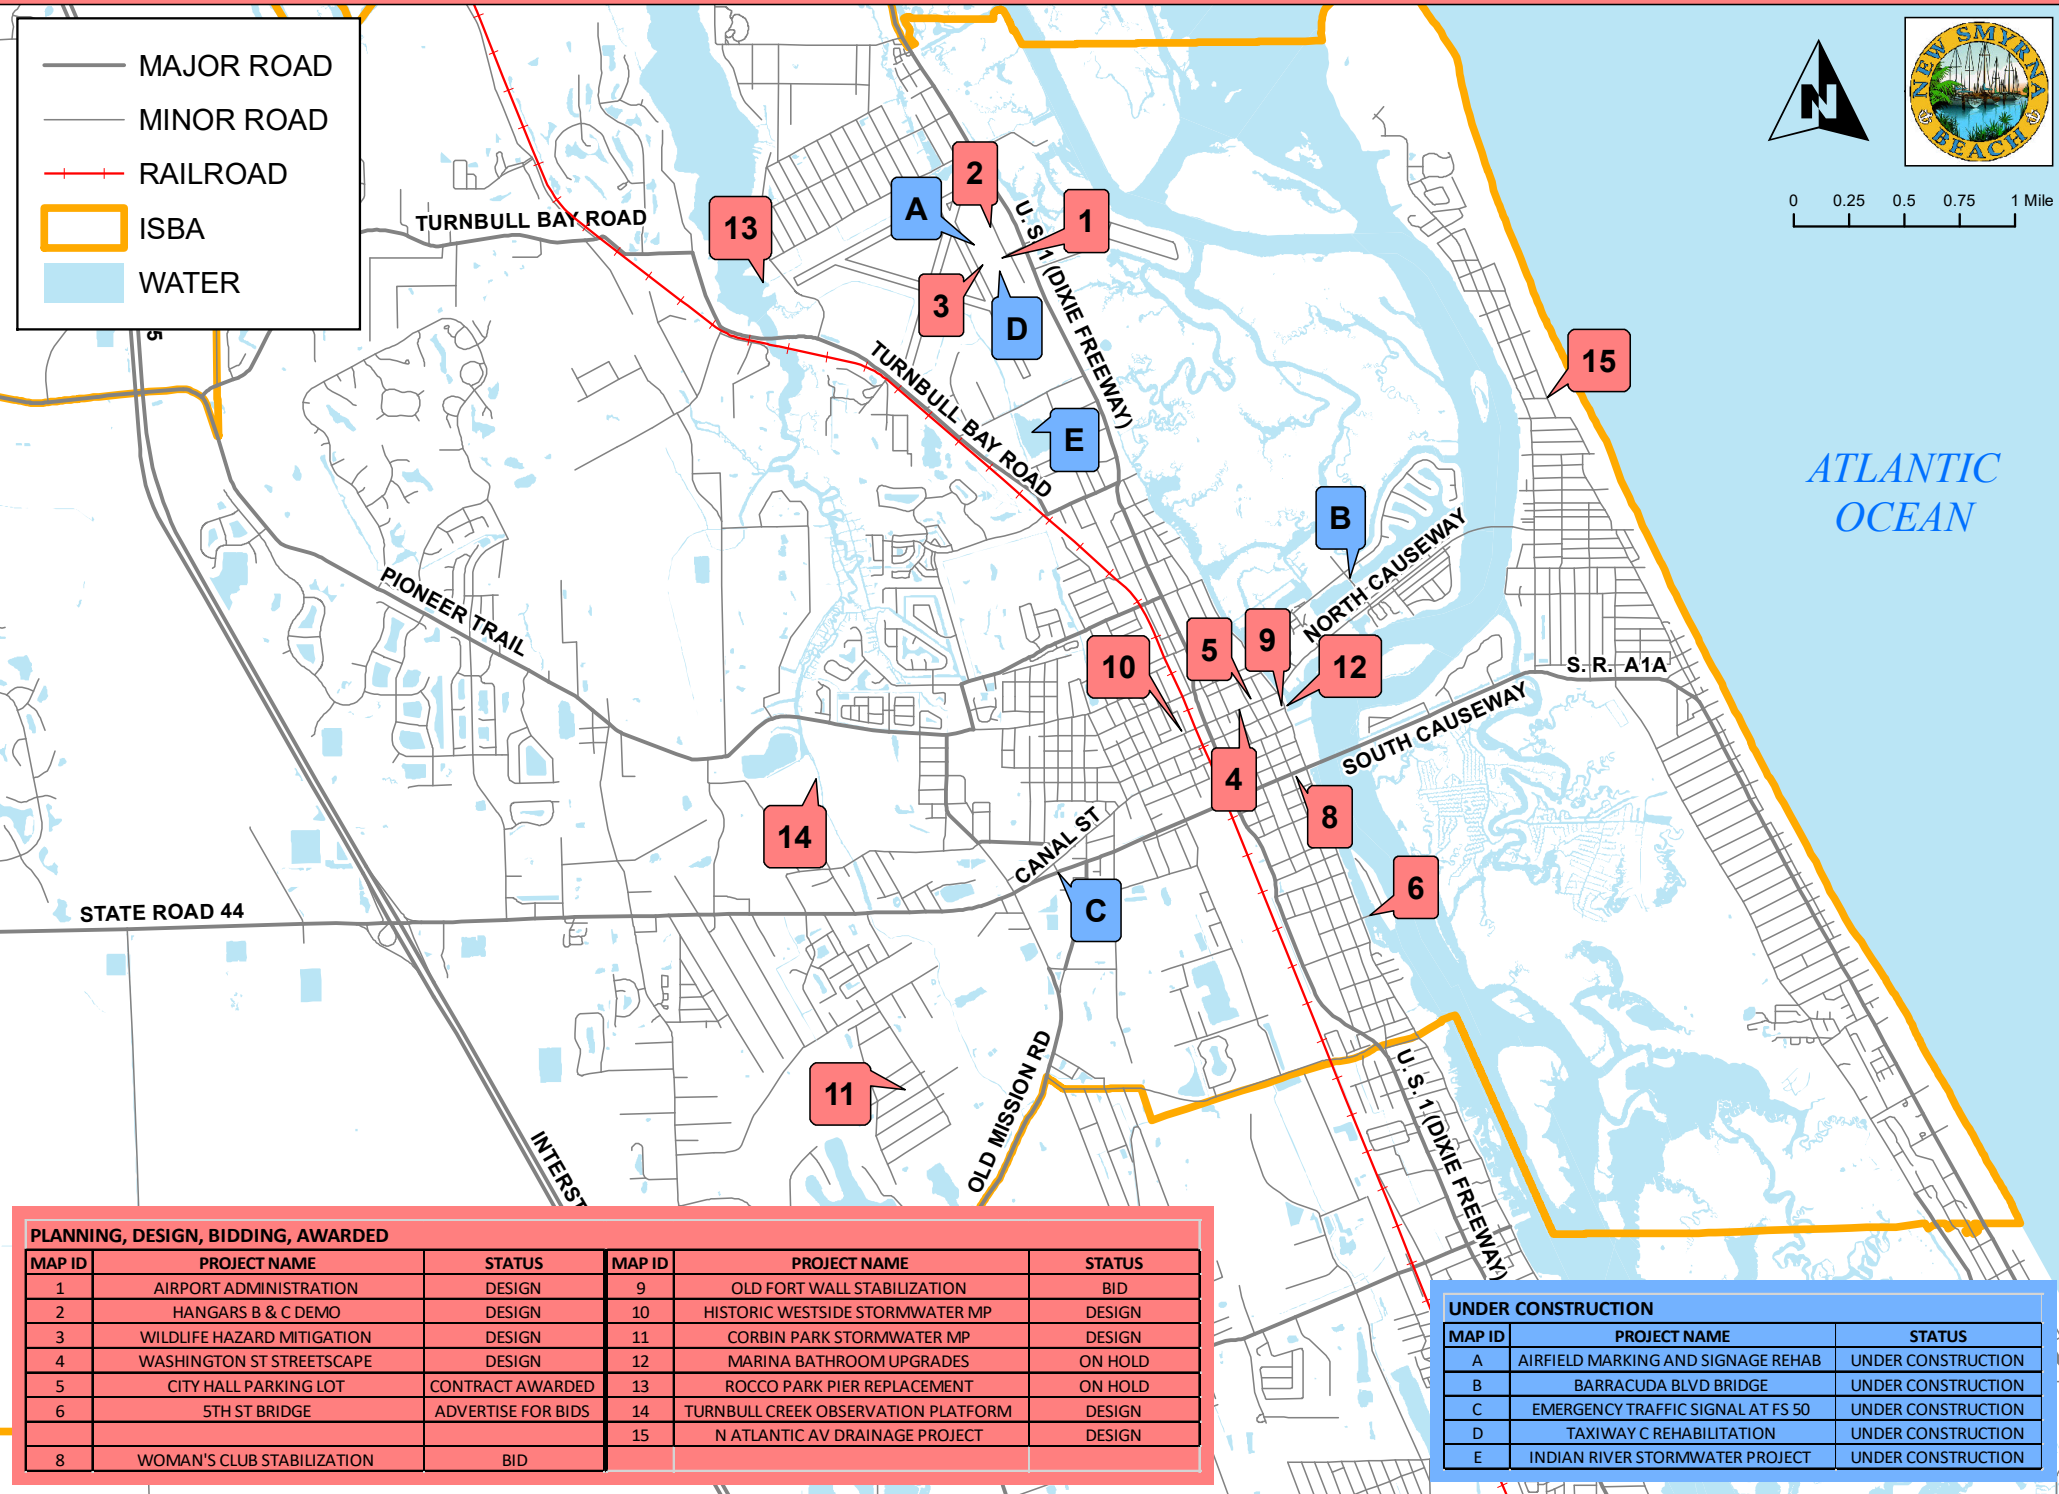 MAJOR ROAD
MINOR ROAD
RAILROAD
ISBA
WATER
NEW SMYRNA
BEACH
N
0 0.25 0.5 0.75 1 Mile
5
TURNBULL BAY ROAD
13
A
2
1
3
D
U. S. 1 (DIXIE FREEWAY)
15
TURNBULL BAY ROAD
E
ATLANTIC
OCEAN
B
NORTH CAUSEWAY
PIONEER TRAIL
10
5
9
12
S. R. A1A
SOUTH CAUSEWAY
4
8
14
CANAL ST
6
C
STATE ROAD 44
11
OLD MISSION RD
U. S. 1 (DIXIE FREEWAY)
INTERST
PLANNING, DESIGN, BIDDING, AWARDED
MAP ID PROJECT NAME STATUS MAP ID PROJECT NAME STATUS
1 AIRPORT ADMINISTRATION DESIGN 9 OLD FORT WALL STABILIZATION BID
2 HANGARS B & C DEMO DESIGN 10 HISTORIC WESTSIDE STORMWATER MP DESIGN
3 WILDLIFE HAZARD MITIGATION DESIGN 11 CORBIN PARK STORMWATER MP DESIGN
4 WASHINGTON ST STREETSCAPE DESIGN 12 MARINA BATHROOM UPGRADES ON HOLD
5 CITY HALL PARKING LOT CONTRACT AWARDED 13 ROCCO PARK PIER REPLACEMENT ON HOLD
6 5TH ST BRIDGE ADVERTISE FOR BIDS 14 TURNBULL CREEK OBSERVATION PLATFORM DESIGN
15 N ATLANTIC AV DRAINAGE PROJECT DESIGN
8 WOMAN'S CLUB STABILIZATION BID
UNDER CONSTRUCTION
MAP ID PROJECT NAME STATUS
A AIRFIELD MARKING AND SIGNAGE REHAB UNDER CONSTRUCTION
B BARRACUDA BLVD BRIDGE UNDER CONSTRUCTION
C EMERGENCY TRAFFIC SIGNAL AT FS 50 UNDER CONSTRUCTION
D TAXIWAY C REHABILITATION UNDER CONSTRUCTION
E INDIAN RIVER STORMWATER PROJECT UNDER CONSTRUCTION